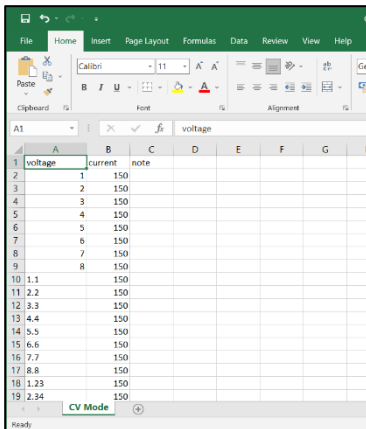 File Home Insert Page Layout Formulas Data Review View Help
Calibri 11 A A ab Ge
Paste B I U A
Clipboard Font Alignment
A1 fx voltage
A B C D E F G
1 voltage current note
2 1 150
3 2 150
4 3 150
5 4 150
6 5 150
7 6 150
8 7 150
9 8 150
10 1.1 150
11 2.2 150
12 3.3 150
13 4.4 150
14 5.5 150
15 6.6 150
16 7.7 150
17 8.8 150
18 1.23 150
19 2.34 150
CV Mode
Ready